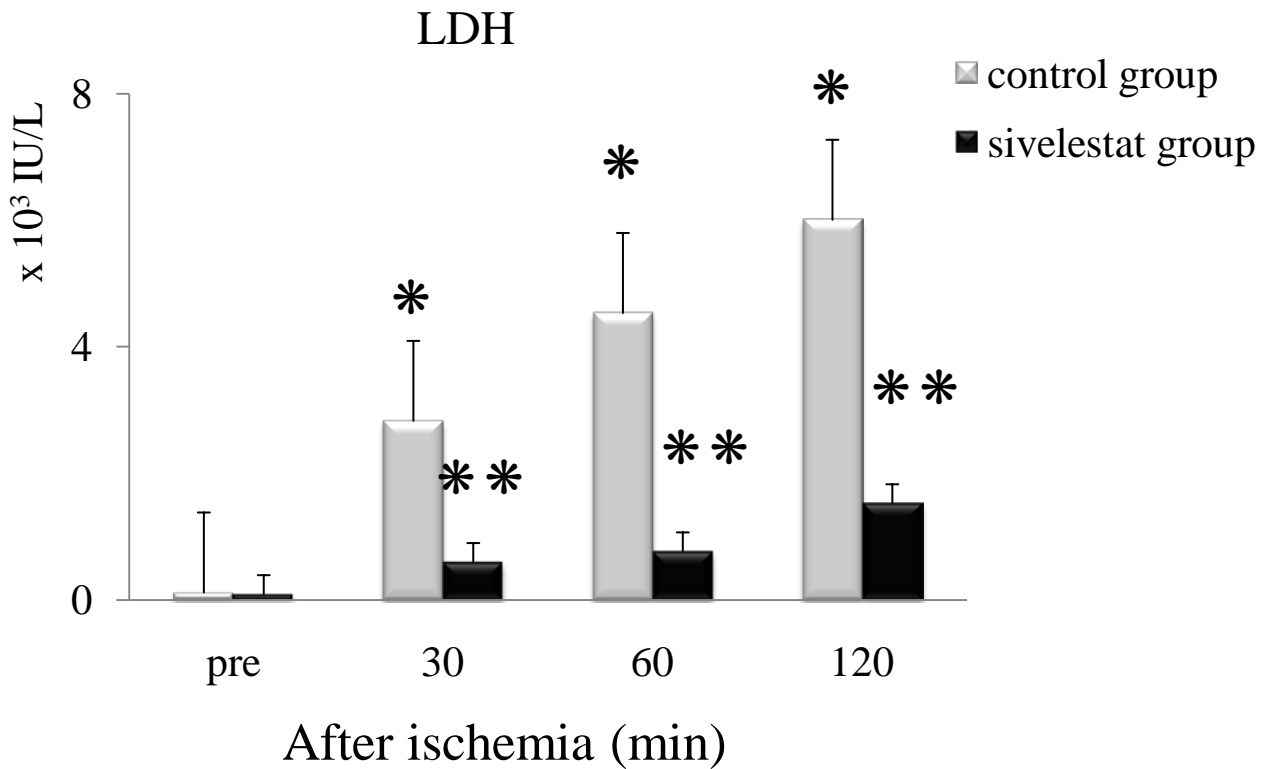 LDH
control group
sivelestat group
x 10³ IU/L
8
4
0
*
*
*
* *
* *
* *
pre 30 60 120
After ischemia (min)